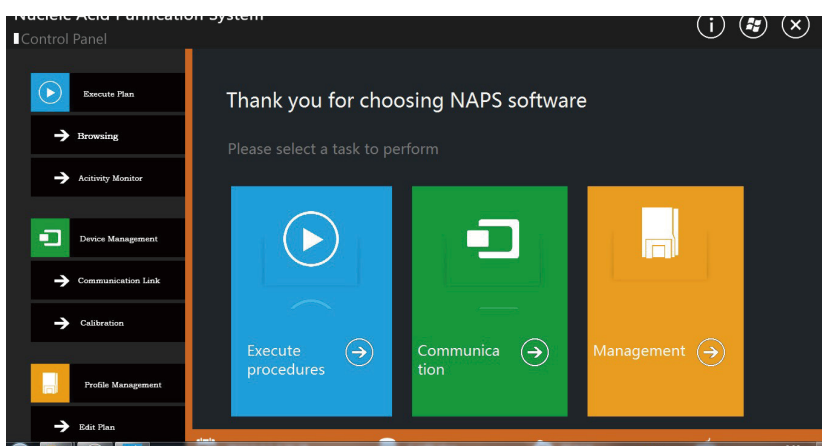 Nucleic Acid Purification System
Control Panel
Execute Plan
Browsing
Acitivity Monitor
Device Management
Communication Link
Calibration
Profile Management
Edit Plan
Thank you for choosing NAPS software
Please select a task to perform
Execute
procedures
Communica
tion
Management